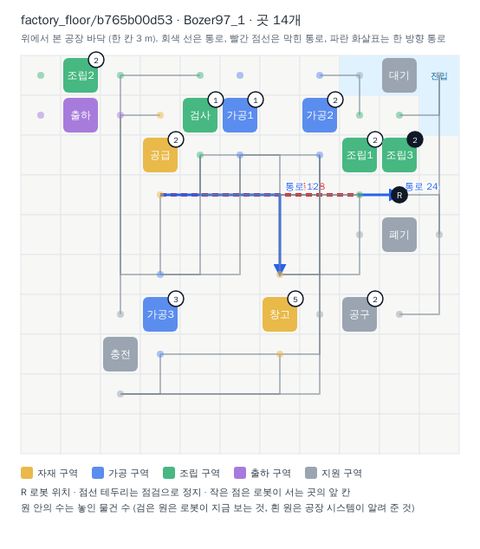 factory_floor/b765b00d53 · Bozer97_1 · 곳 14개
위에서 본 공장 바닥 (한 칸 3 m). 회색 선은 통로, 빨간 점선은 막힌 통로, 파란 화살표는 한 방향 통로
조립2 2
대기
전립
출하
검사 1
가공1 1
가공2 2
공급 2
조립1 2
조립3 2
통로 24
R
폐기
가공3 3
창고 5
공구 2
충전
자재 구역 가공 구역 조립 구역 출하 구역 지원 구역
R 로봇 위치 · 점선 테두리는 점검으로 정지 · 작은 점은 로봇이 서는 곳의 앞 칸
원 안의 수는 놓인 물건 수 (검은 원은 로봇이 지금 보는 것, 흰 원은 공장 시스템이 알려 준 것)